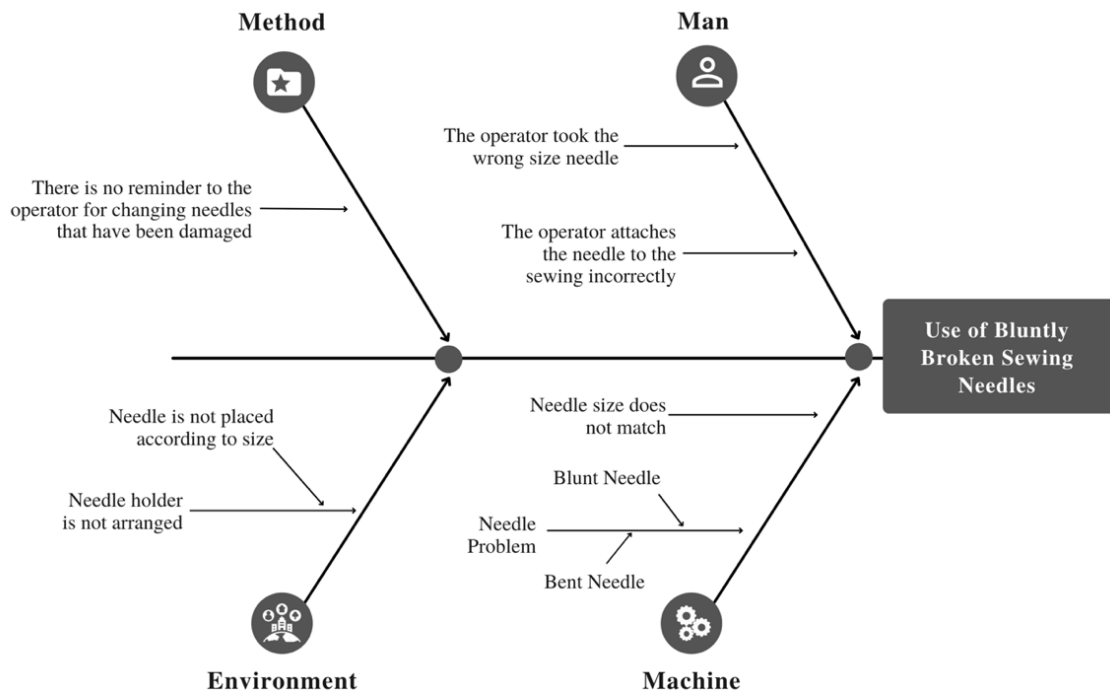 Method
Man
The operator took the
wrong size needle
There is no reminder to the
operator for changing needles
that have been damaged
The operator attaches
the needle to the
sewing incorrectly
Use of Bluntly
Broken Sewing
Needles
Needle is not placed
according to size
Needle holder
is not arranged
Needle size does
not match
Blunt Needle
Needle
Problem
Bent Needle
Environment
Machine